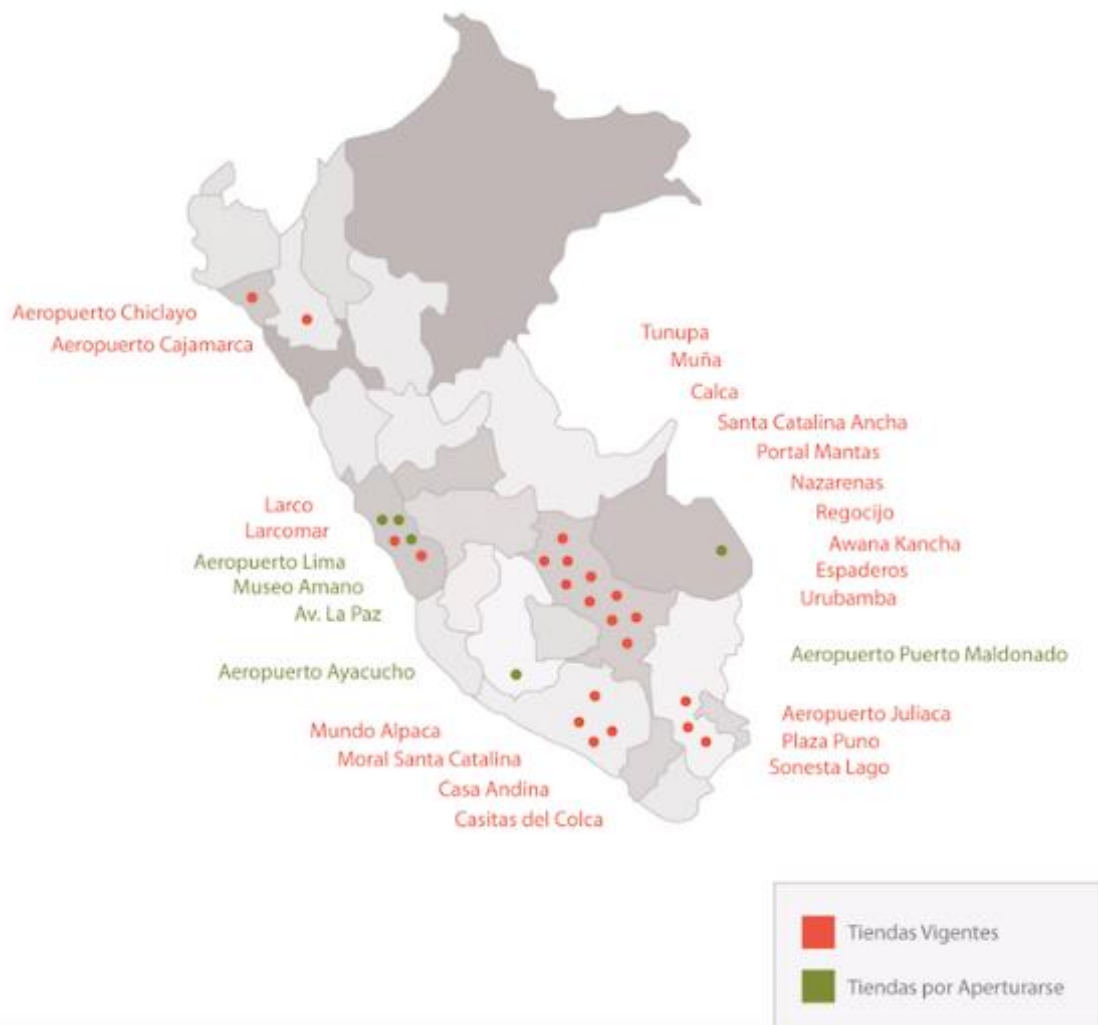 Aeropuerto Chiclayo
Aeropuerto Cajamarca
Tunupa
Muña
Calca
Santa Catalina Ancha
Portal Mantas
Nazarenas
Regocijo
Awana Kancha
Espaderos
Urubamba
Larco
Larcomar
Aeropuerto Lima
Museo Amano
Av. La Paz
Aeropuerto Ayacucho
Aeropuerto Puerto Maldonado
Mundo Alpaca
Moral Santa Catalina
Casa Andina
Casitas del Colca
Aeropuerto Juliaca
Plaza Puno
Sonesta Lago
Tiendas Vigentes
Tiendas por Aperturarse